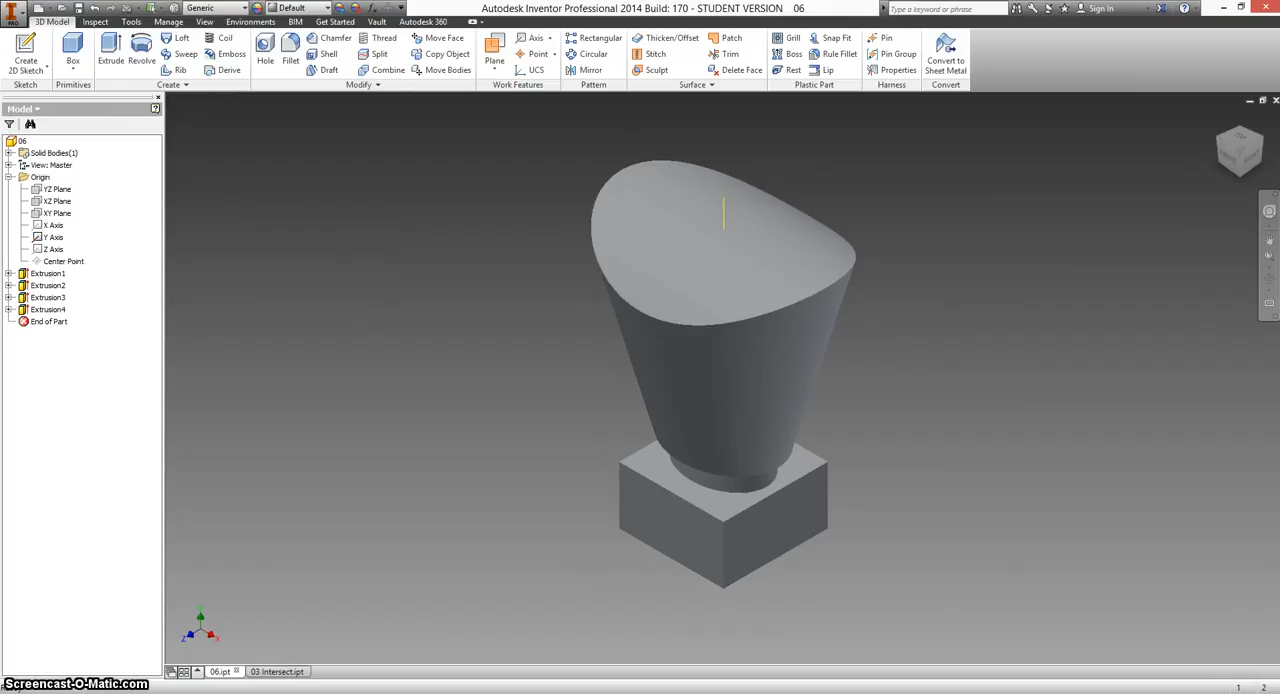 Generic
Default
Autodesk Inventor Professional 2014 Build: 170 - STUDENT VERSION 06
Type a keyword or phrase
Sign In
PRO
3D Model Inspect Tools Manage View Environments BIM Get Started Vault Autodesk 360
Create
2D Sketch
Box
Extrude
Revolve
Loft
Sweep
Rib
Coil
Emboss
Derive
Hole
Fillet
Chamfer
Shell
Draft
Thread
Split
Combine
Move Face
Copy Object
Move Bodies
Plane
Axis
Point
UCS
Rectangular
Circular
Mirror
Thicken/Offset
Stitch
Sculpt
Patch
Trim
Delete Face
Grill
Boss
Rest
Snap Fit
Rule Fillet
Lip
Pin
Pin Group
Properties
Convert to
Sheet Metal
Sketch Primitives Create Modify Work Features Pattern Surface Plastic Part Harness Convert
Model
06
Solid Bodies(1)
View: Master
Origin
YZ Plane
XZ Plane
XY Plane
X Axis
Y Axis
Z Axis
Center Point
Extrusion1
Extrusion2
Extrusion3
Extrusion4
End of Part
Z X
06.ipt 03 Intersect.ipt
Screencast-O-Matic.com
1 2